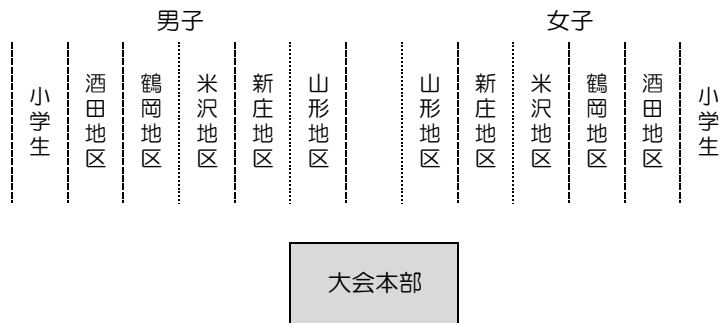 男子
女子
小学生
酒田地区
鶴岡地区
米沢地区
新庄地区
山形地区
山形地区
新庄地区
米沢地区
鶴岡地区
酒田地区
小学生
大会本部